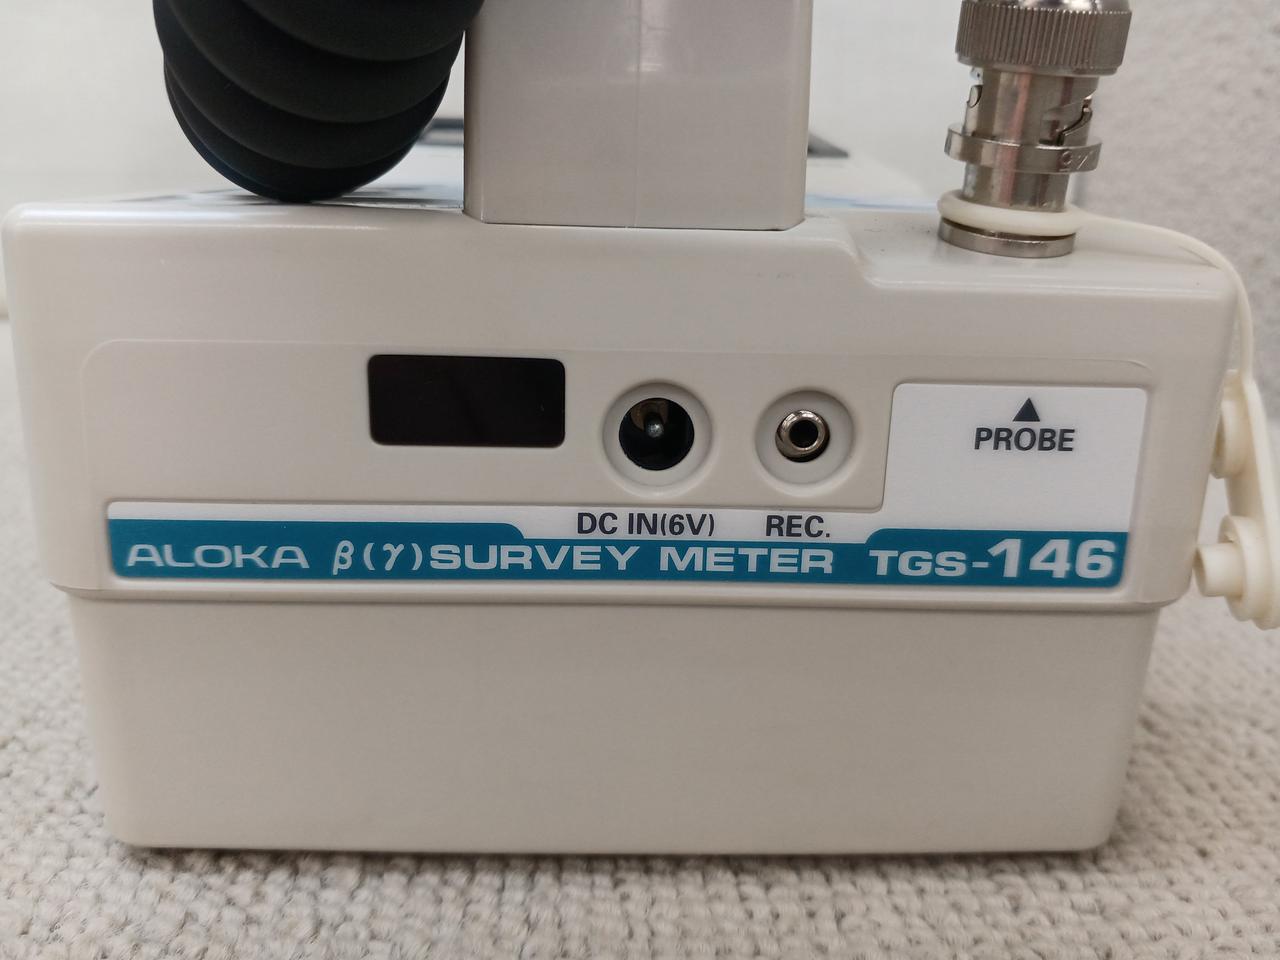 ▲
PROBE
DC IN(6V) REC.
ALOKA β(γ)SURVEY METER TGS-146